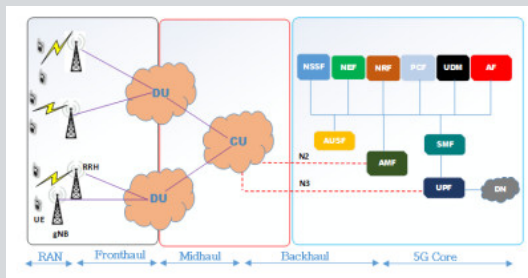 NSSF NEF NRF PCF UDM AF
DU
AUSF SMF
CU
N2
AMF
BRH
N3
UPF DN
DU
UE
gNB
RAN Fronthaul Midhaul Backhaul 5G Core